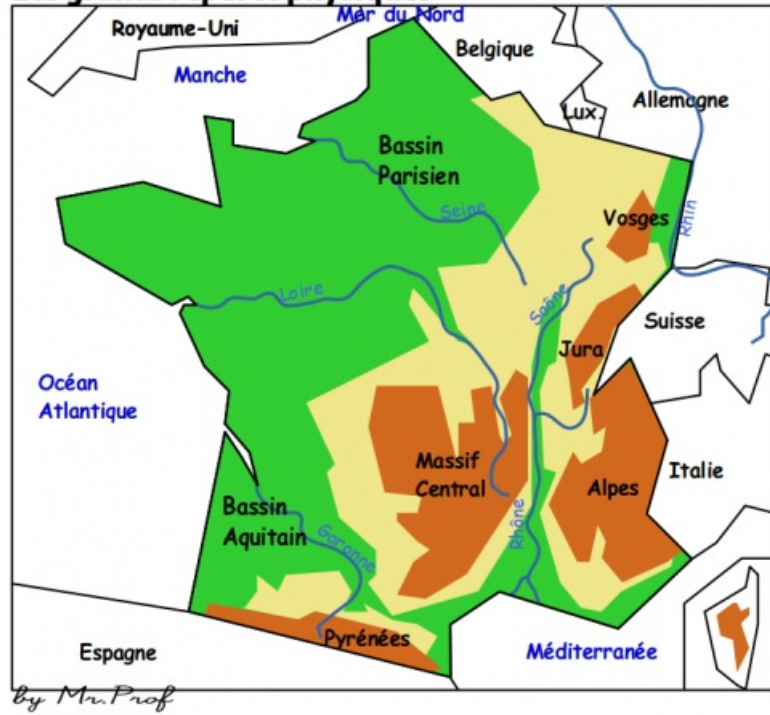 Mer du Nord
Royaume-Uni
Belgique
Manche
Lux.
Allemagne
Bassin
Parisien
Seine
Vosges
Rhin
Loire
Saône
Suisse
Jura
Océan
Atlantique
Massif
Central
Alpes
Italie
Bassin
Aquitain
Garonne
Rhône
Pyrénées
Espagne
Méditerranée
by Mr.Prof